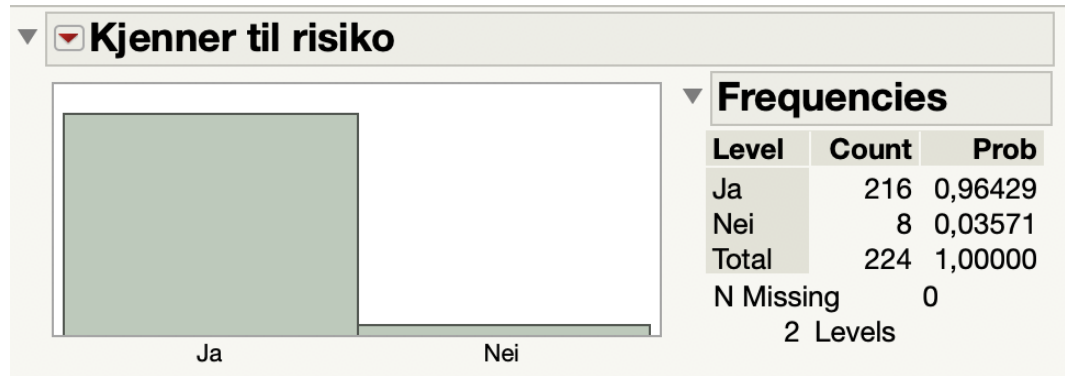 Kjenner til risiko
Ja Nei
Frequencies
Level Count Prob
Ja 216 0,96429
Nei 8 0,03571
Total 224 1,00000
N Missing 0
2 Levels